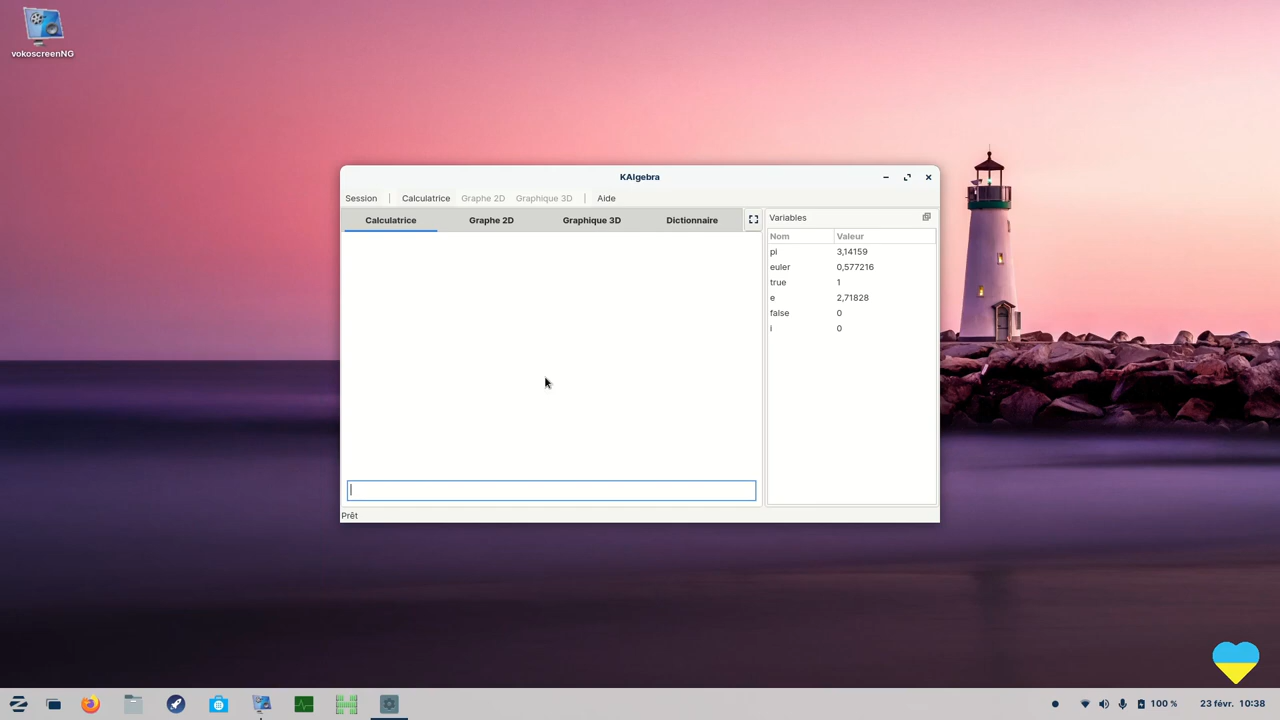 vokoscreenNG
KAlgebra
Session Calculatrice Graphe 2D Graphique 3D Aide
Calculatrice Graphe 2D Graphique 3D Dictionnaire
Variables
Nom Valeur
pi 3,14159
euler 0,577216
true 1
e 2,71828
false 0
i 0
Prêt
100 % 23 févr. 10:38